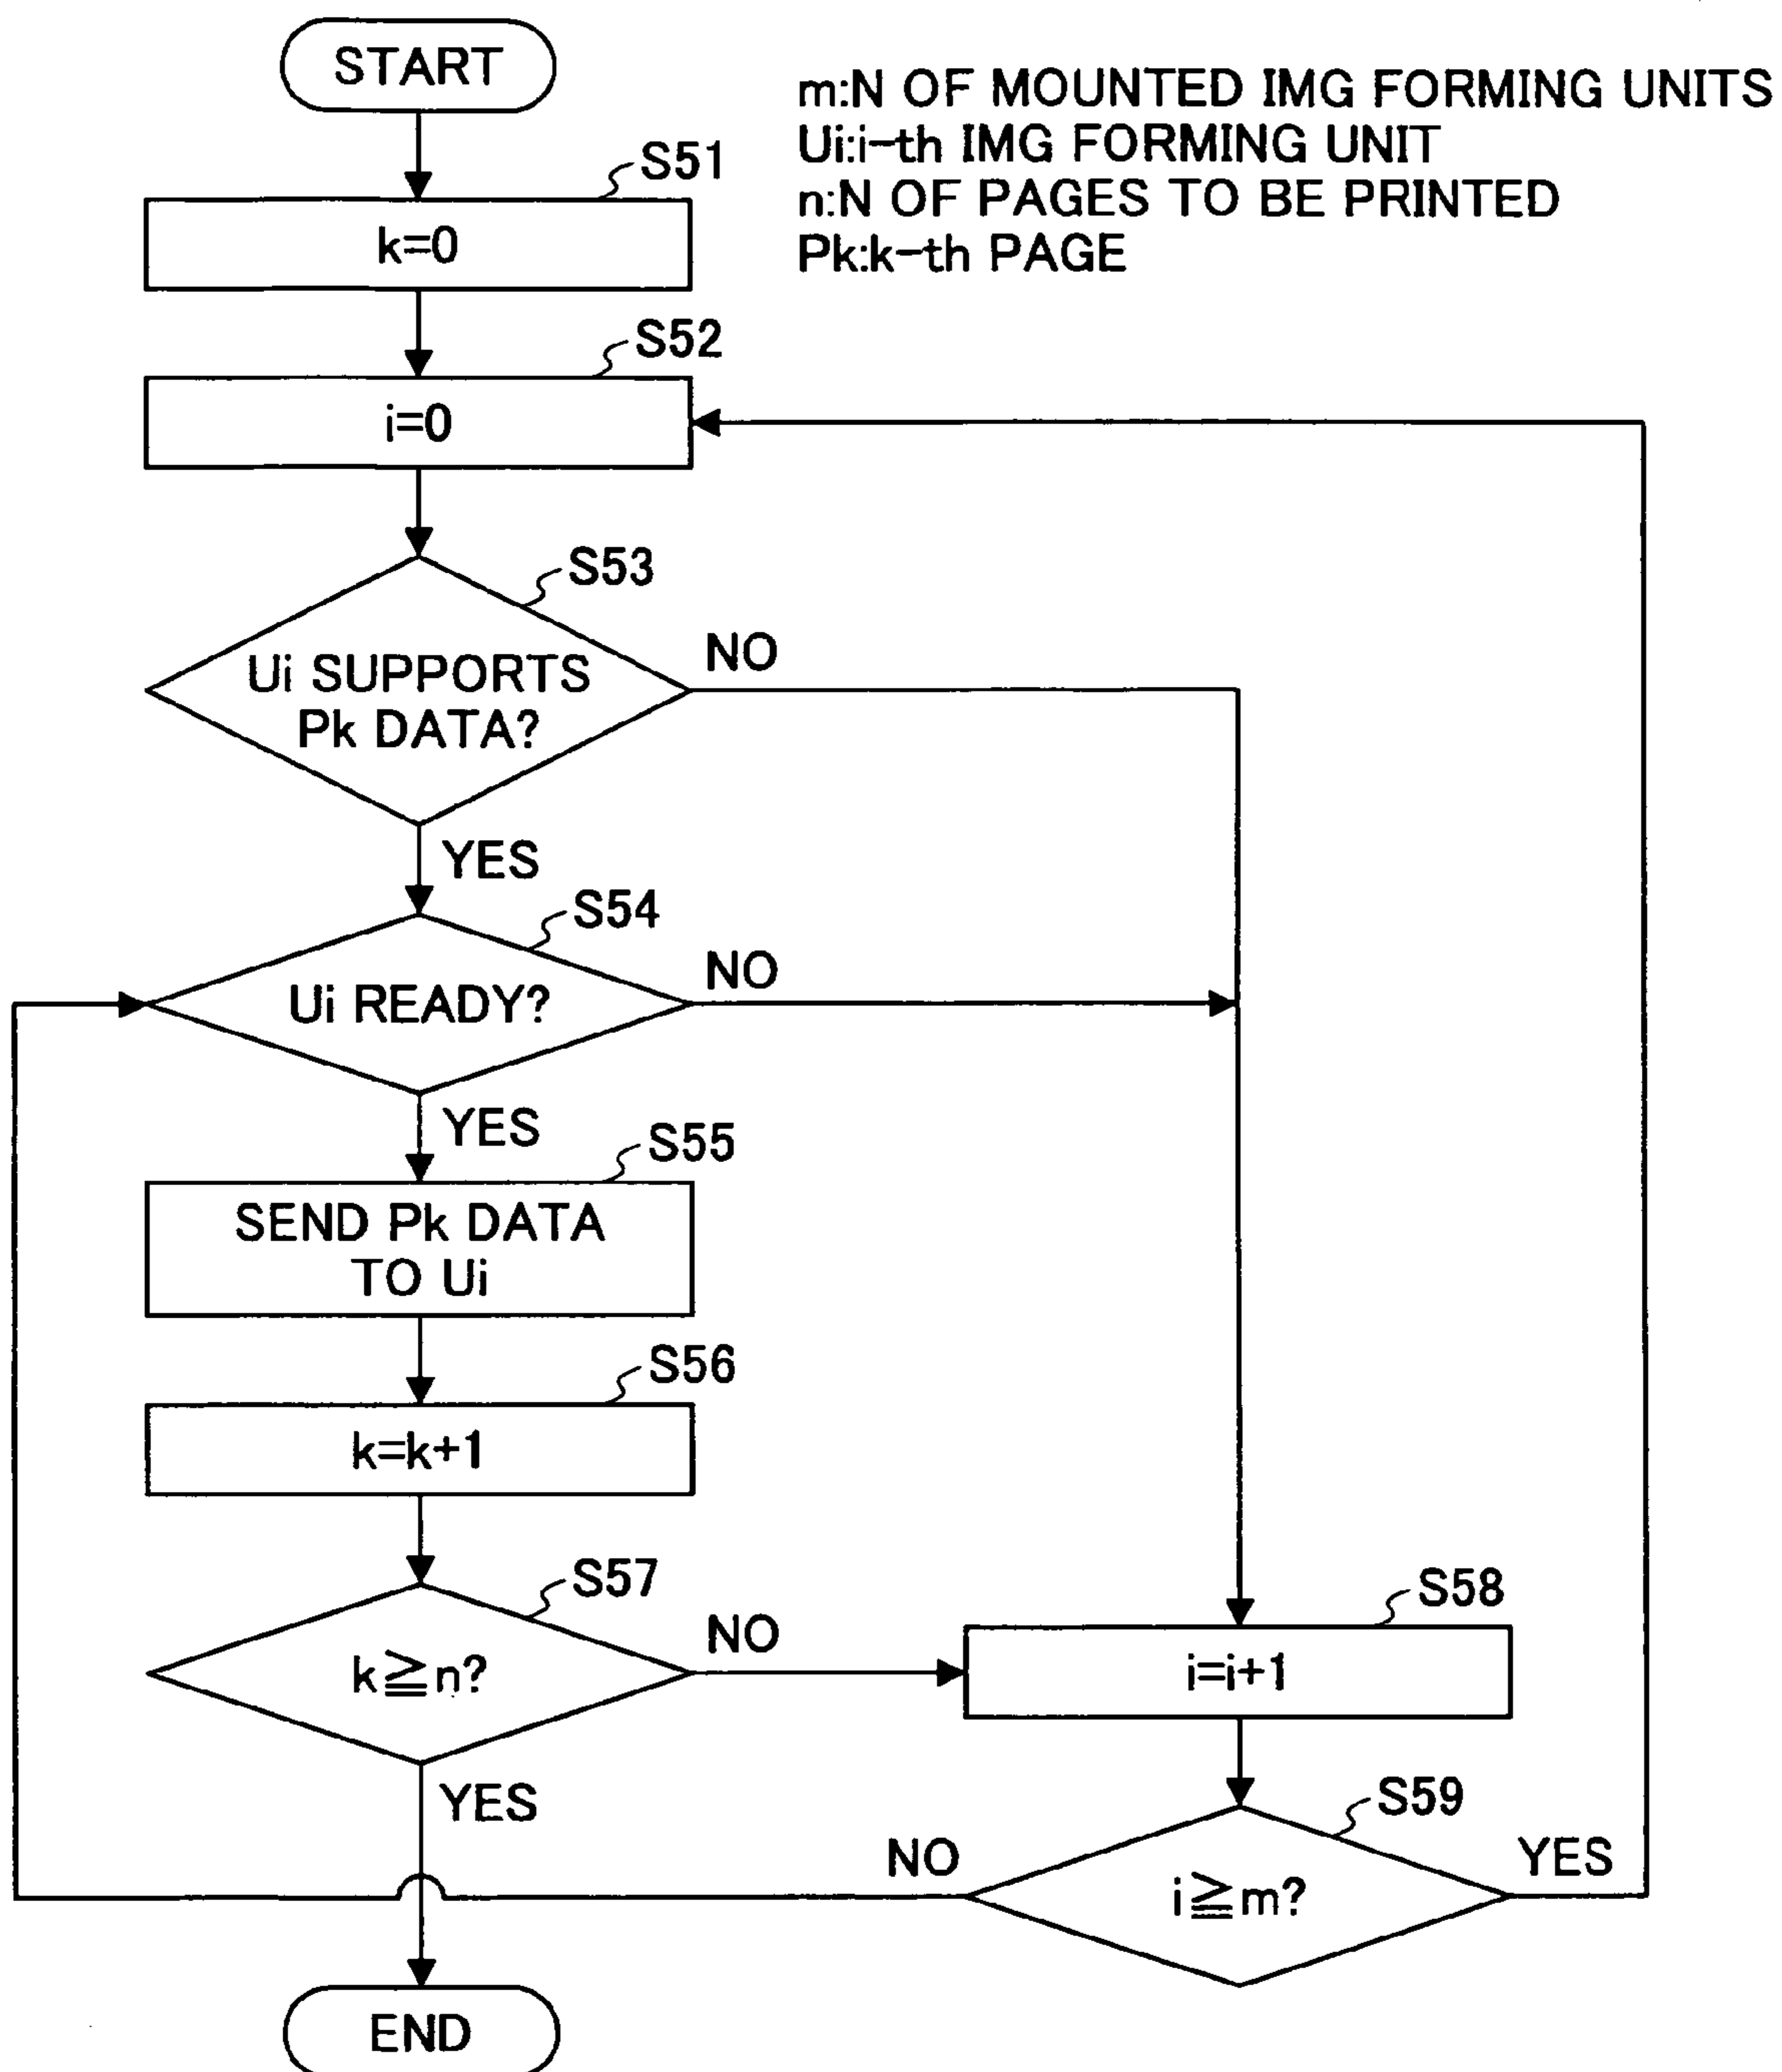 START
m:N OF MOUNTED IMG FORMING UNITS
Ui:i-th IMG FORMING UNIT
n:N OF PAGES TO BE PRINTED
Pk:k-th PAGE
S51
k=0
S52
i=0
S53
Ui SUPPORTS
Pk DATA?
NO
YES
S54
Ui READY?
NO
YES
S55
SEND Pk DATA
TO Ui
S56
k=k+1
S57
k≧n?
NO
YES
S58
i=i+1
S59
i≧m?
NO
YES
END